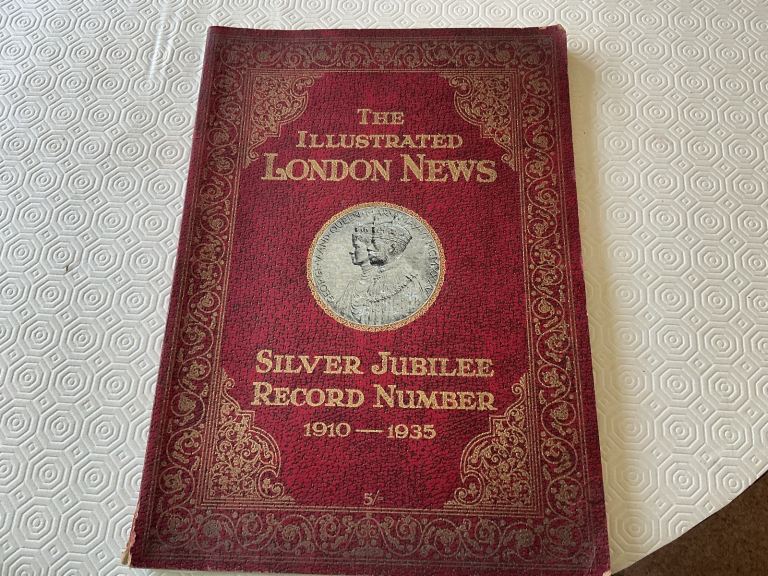 THE
ILLUSTRATED
LONDON NEWS
SILVER JUBILEE
RECORD NUMBER
1910 — 1935
5/-